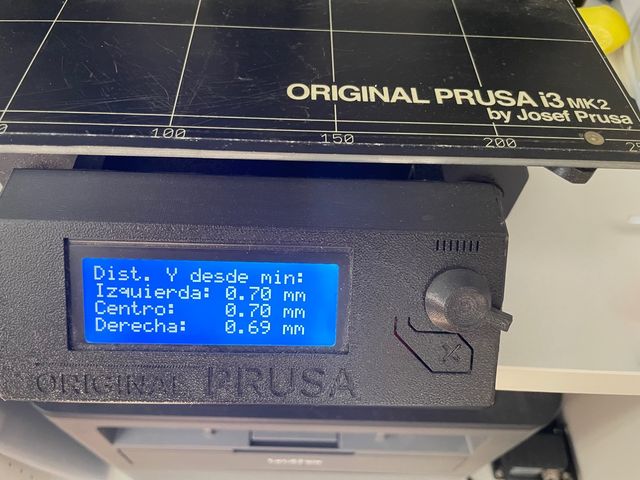 ORIGINAL PRUSA i3 MK2
by Josef Prusa
100
150
200
Dist. Y desde min:
Izquierda: 0.70 mm
Centro: 0.70 mm
Derecha: 0.69 mm
X
ORIGINAL PRUSA